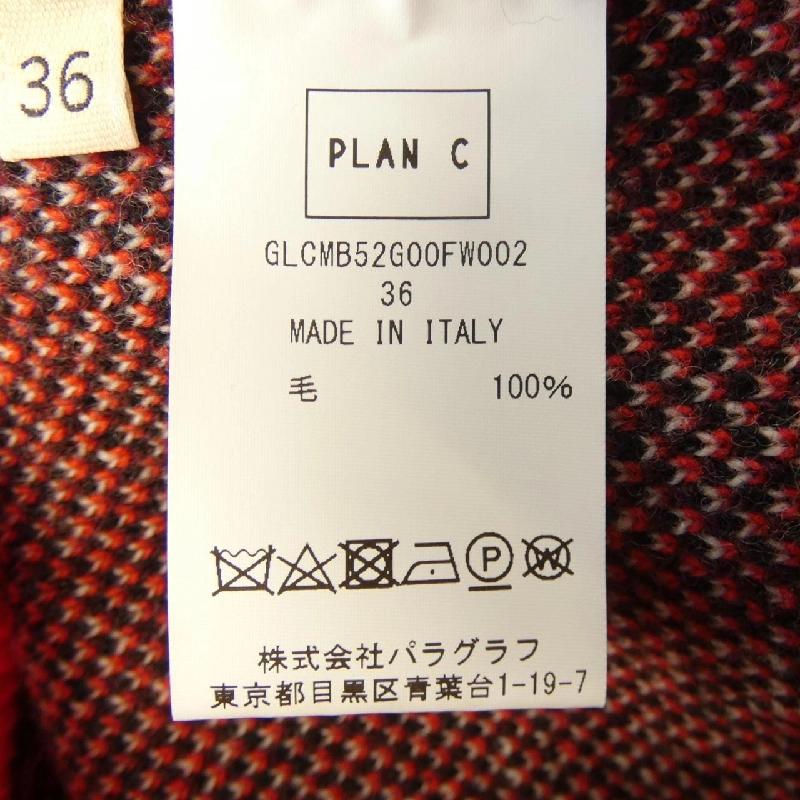 36
PLAN C
GLCMB52G00FW002
36
MADE IN ITALY
毛 100%
P
W
株式会社パラグラフ
東京都目黒区青葉台1-19-7